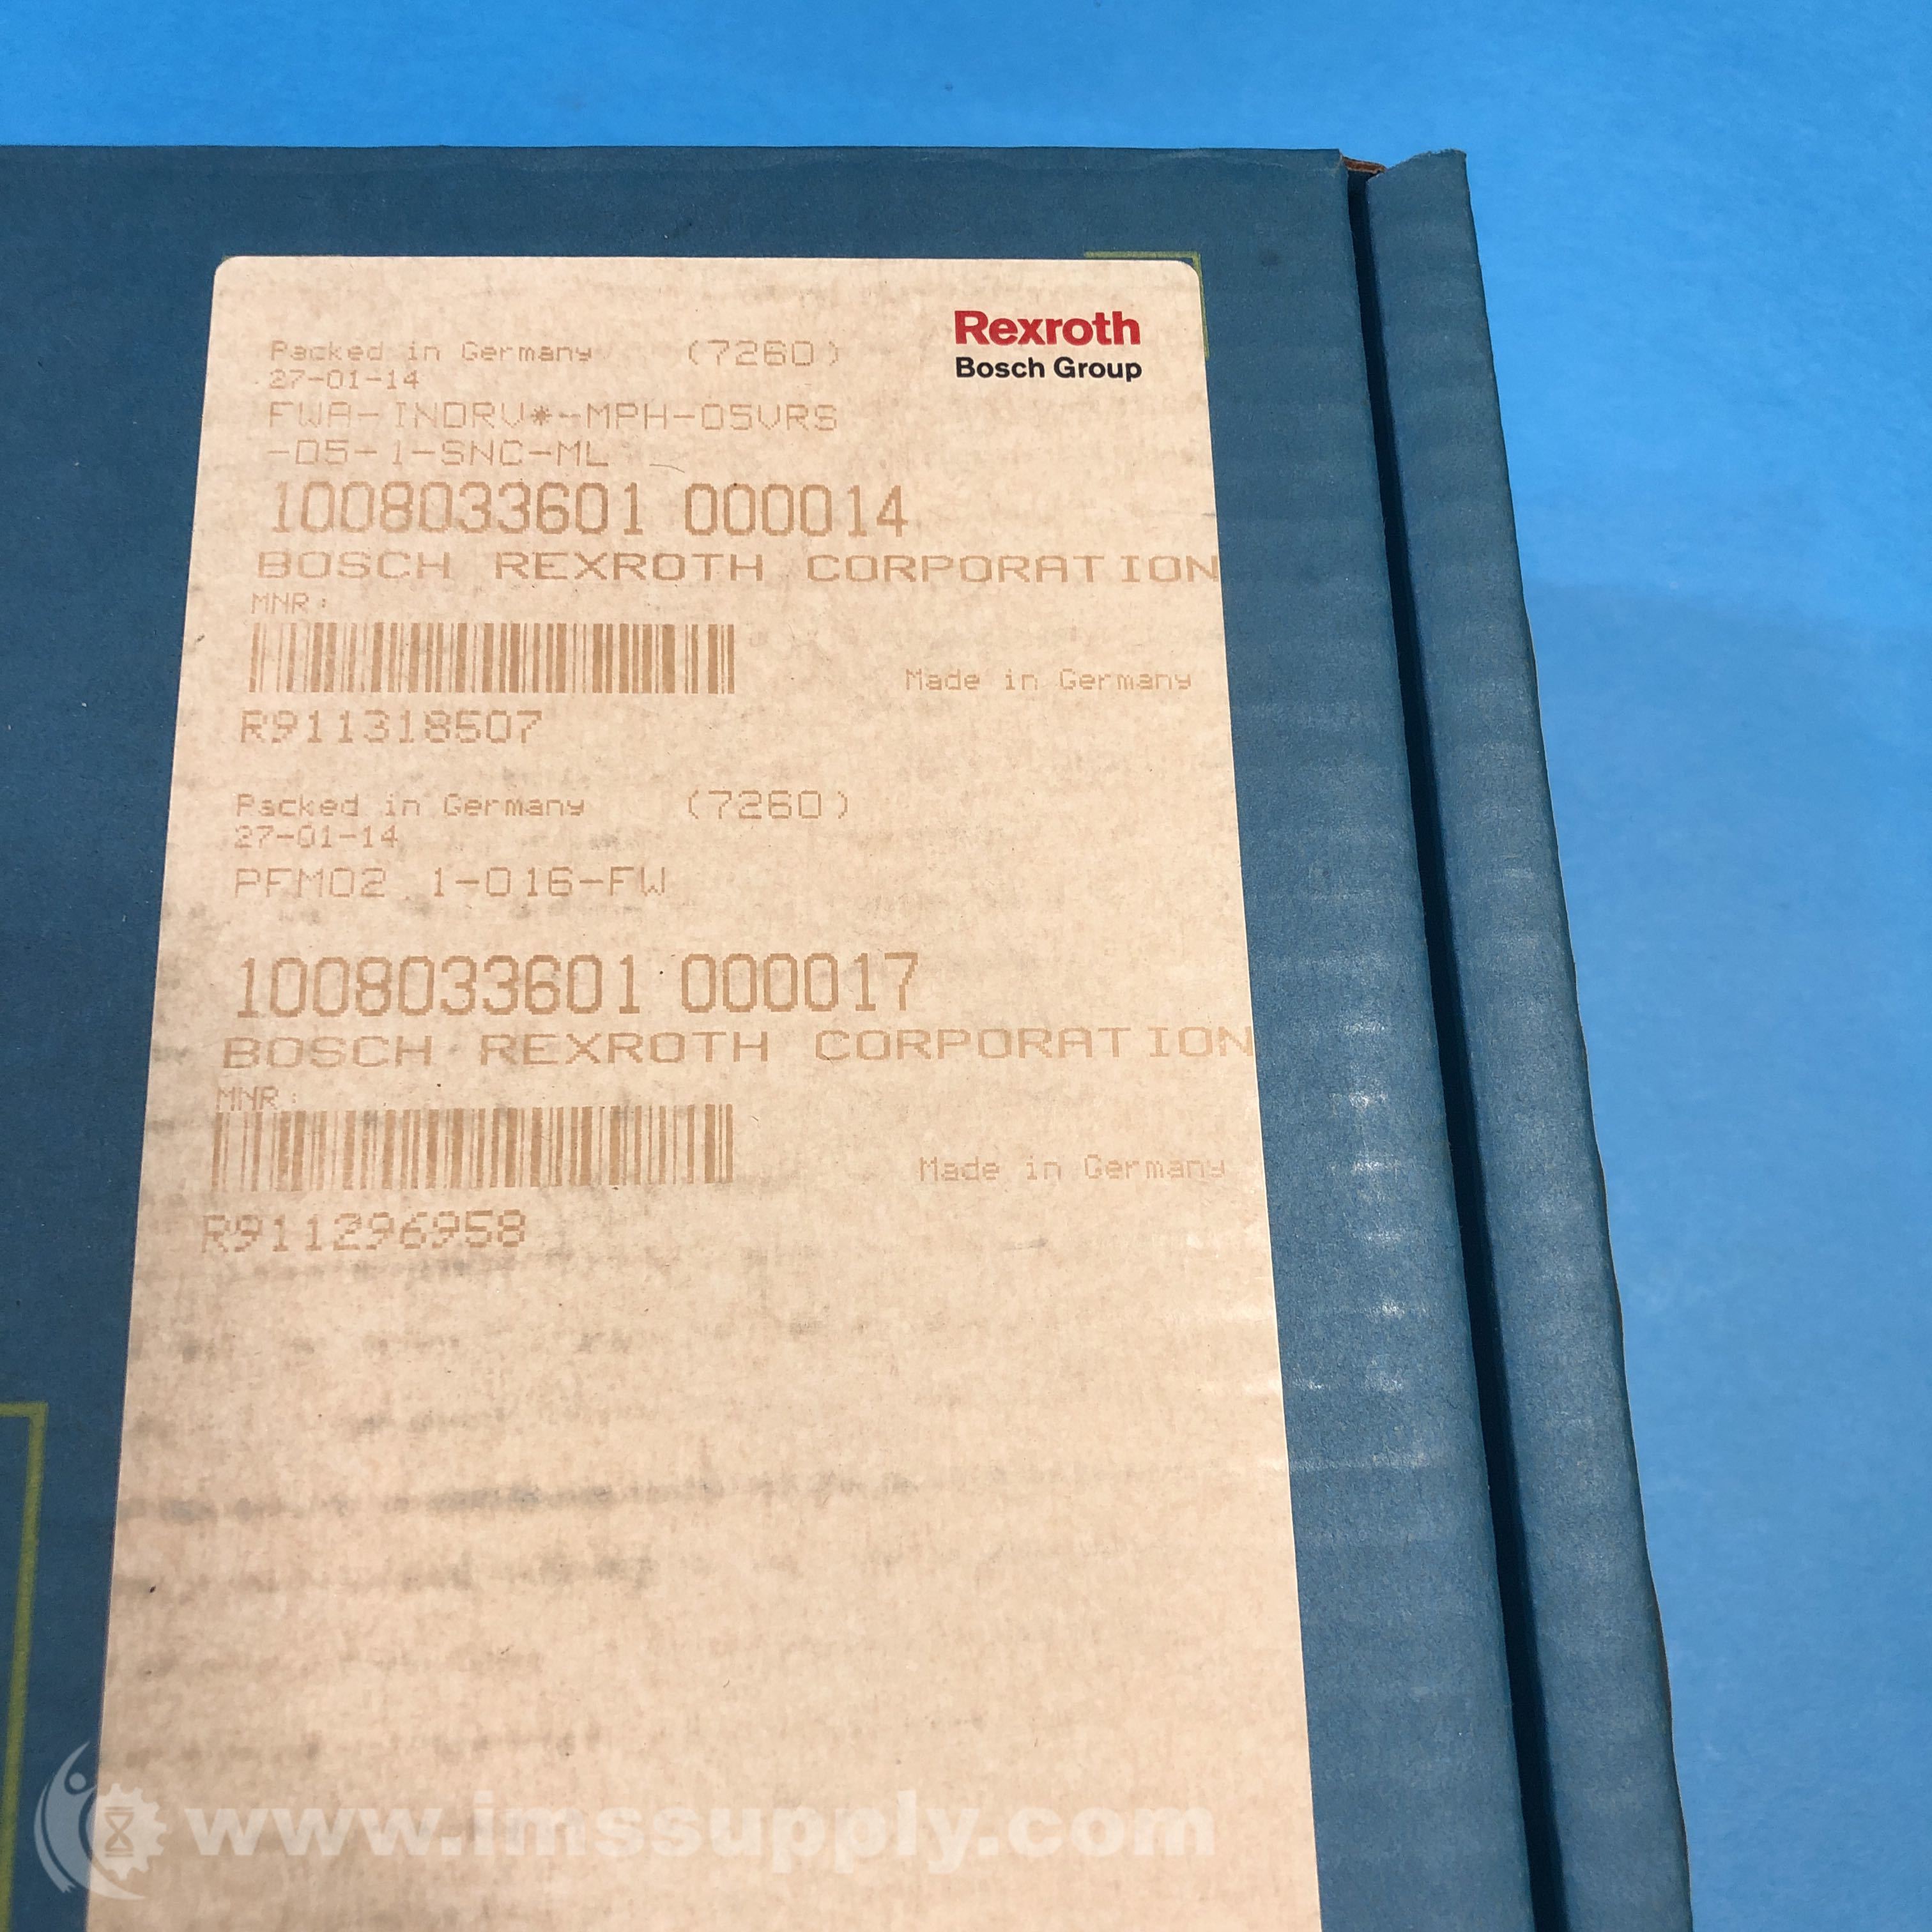 Rexroth
Bosch Group
Packed in Germany (7260)
27-01-14
FWA-INDRV*-MPH-05VRS
-D5-1-SNC-ML
1008033601 000014
BOSCH REXROTH CORPORATION
MNR:
Made in Germany
R911318507
Packed in Germany (7260)
27-01-14
PFM02 1-016-FW
1008033601 000017
BOSCH REXROTH CORPORATION
MNR:
Made in Germany
R911296958
www.imssupply.com